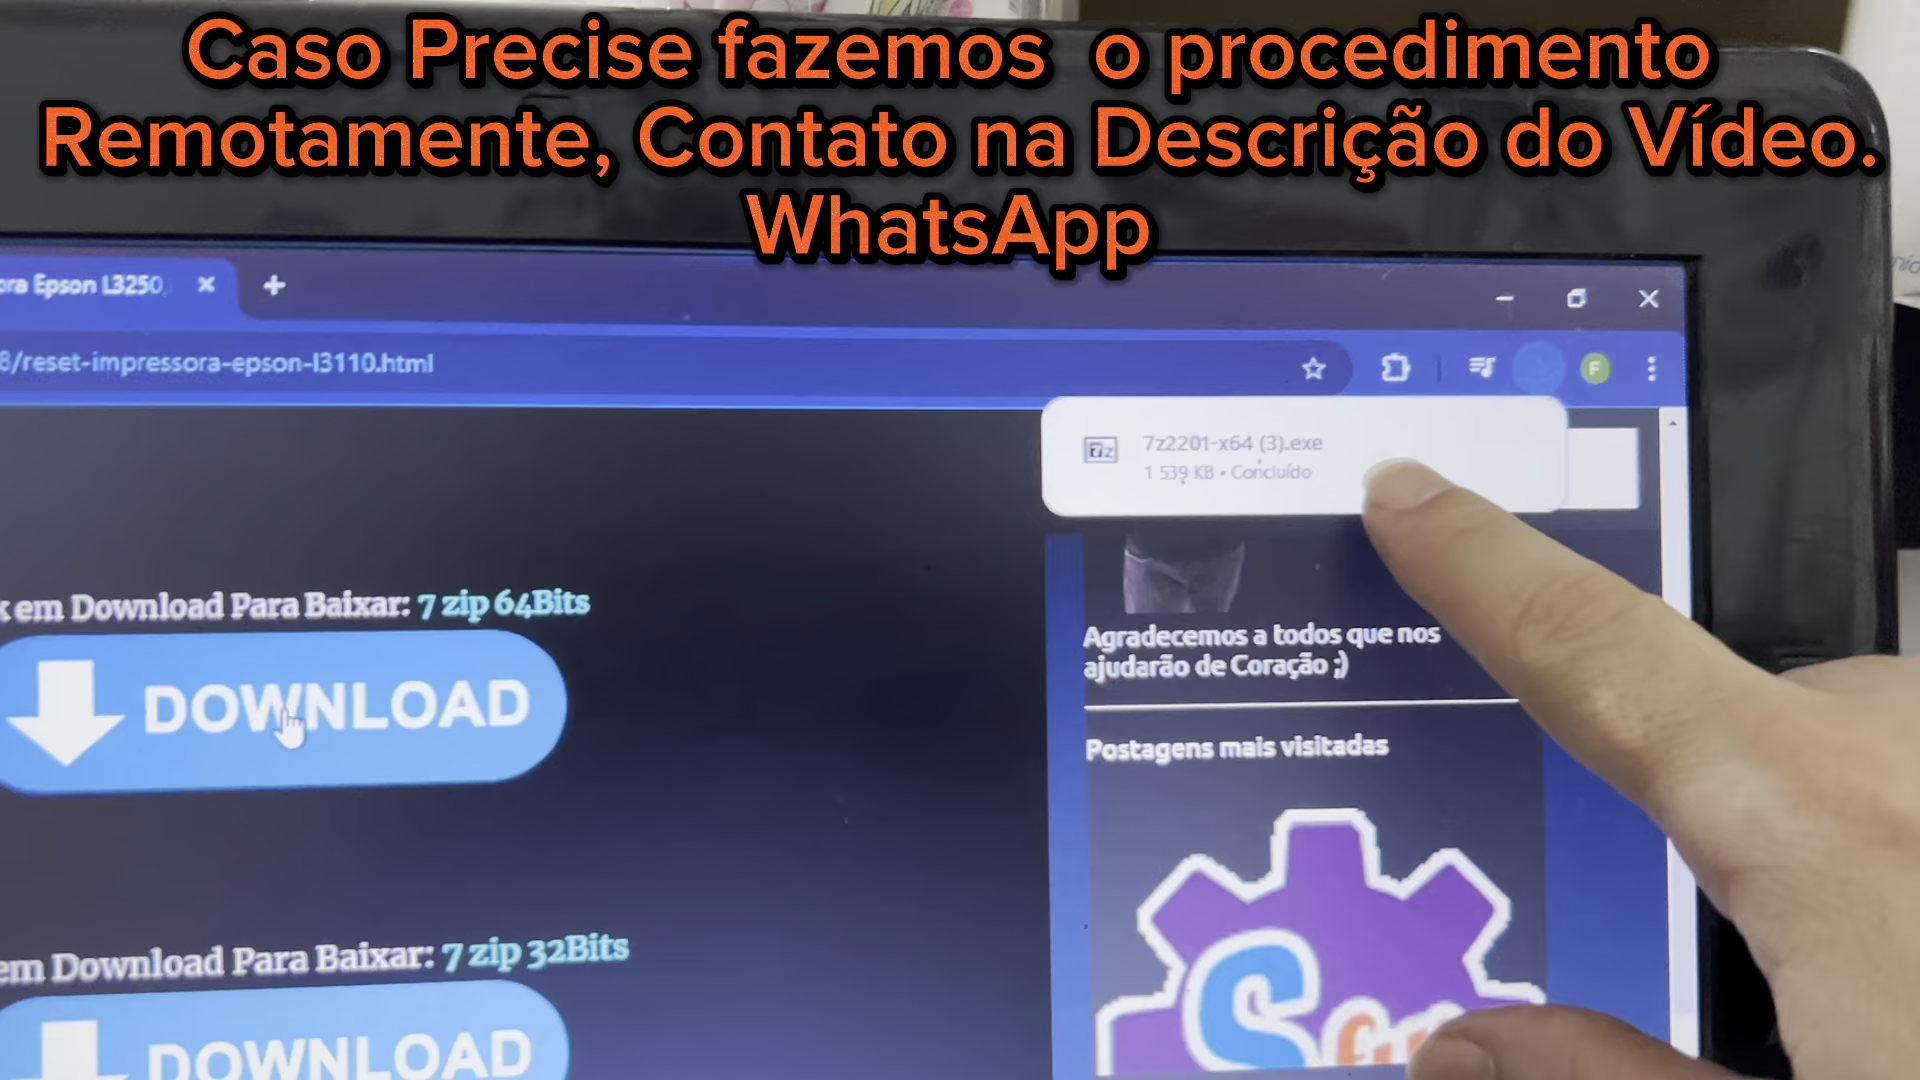 Caso Precise fazemos o procedimento
Remotamente, Contato na Descrição do Vídeo.
WhatsApp
ora Epson L3250,
8/reset-impressora-epson-l3110.html
F
7z
7z2201-x64 (3).exe
1 539 KB • Concluído
em Download Para Baixar: 7 zip 64Bits
DOWNLOAD
Agradecemos a todos que nos
ajudarão de Coração ;)
Postagens mais visitadas
em Download Para Baixar: 7 zip 32Bits
DOWNLOAD